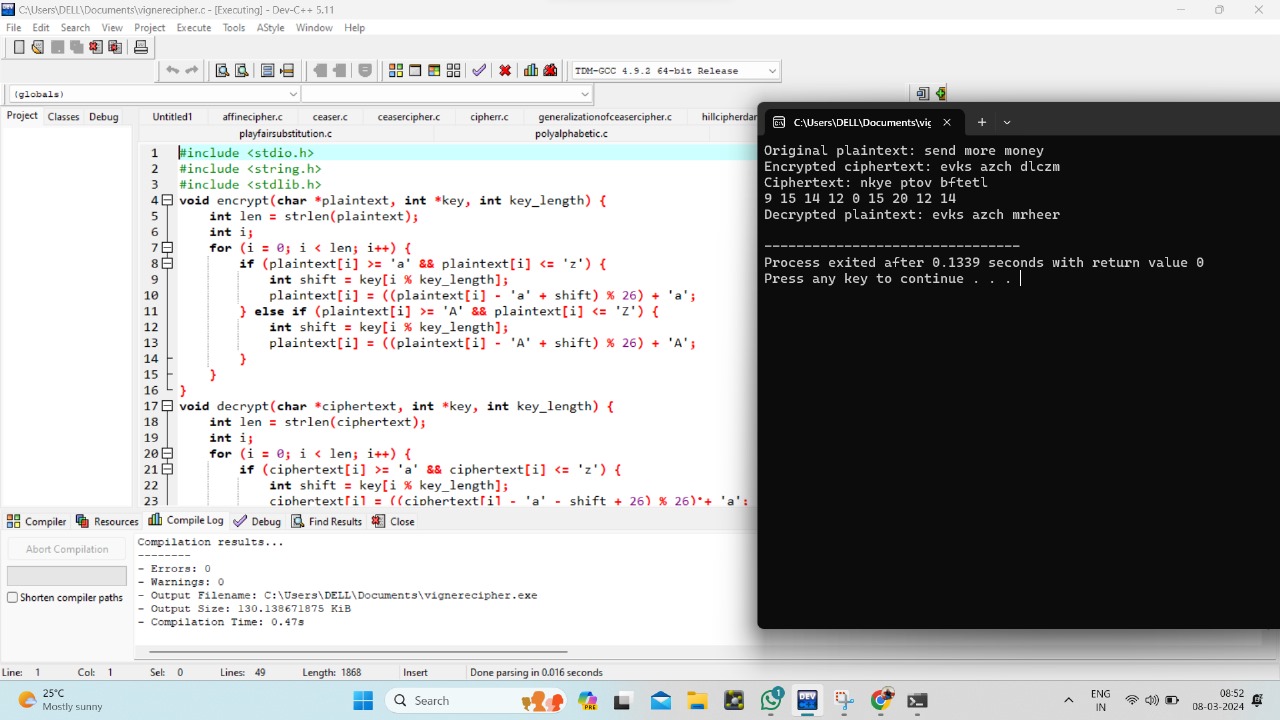 C:\Users\DELL\Documents\vignerecipher.c - [Executing] - Dev-C++ 5.11
File Edit Search View Project Execute Tools AStyle Window Help
TDM-GCC 4.9.2 64-bit Release
(globals)
Project Classes Debug
Untitled1 affinecipher.c ceaser.c ceasercipher.c cipherr.c generalizationofceasercipher.c hillcipherdar
playfairsubstitution.c polyalphabetic.c
1 #include <stdio.h>
2 #include <string.h>
3 #include <stdlib.h>
4 void encrypt(char *plaintext, int *key, int key_length) {
5 int len = strlen(plaintext);
6 int i;
7 for (i = 0; i < len; i++) {
8 if (plaintext[i] >= 'a' && plaintext[i] <= 'z') {
9 int shift = key[i % key_length];
10 plaintext[i] = ((plaintext[i] - 'a' + shift) % 26) + 'a';
11 } else if (plaintext[i] >= 'A' && plaintext[i] <= 'Z') {
12 int shift = key[i % key_length];
13 plaintext[i] = ((plaintext[i] - 'A' + shift) % 26) + 'A';
14 }
15 }
16 }
17 void decrypt(char *ciphertext, int *key, int key_length) {
18 int len = strlen(ciphertext);
19 int i;
20 for (i = 0; i < len; i++) {
21 if (ciphertext[i] >= 'a' && ciphertext[i] <= 'z') {
22 int shift = key[i % key_length];
23 ciphertext[i] = ((ciphertext[i] - 'a' - shift + 26) % 26) + 'a';
C:\Users\DELL\Documents\vig
Original plaintext: send more money
Encrypted ciphertext: evks azch dlczm
Ciphertext: nkye ptov bftetl
9 15 14 12 0 15 20 12 14
Decrypted plaintext: evks azch mrheer
--------------------------------
Process exited after 0.1339 seconds with return value 0
Press any key to continue . . .
Compiler Resources Compile Log Debug Find Results Close
Abort Compilation
Shorten compiler paths
Compilation results...
--------
- Errors: 0
- Warnings: 0
- Output Filename: C:\Users\DELL\Documents\vignerecipher.exe
- Output Size: 130.138671875 KiB
- Compilation Time: 0.47s
Line: 1 Col: 1 Sel: 0 Lines: 49 Length: 1868 Insert Done parsing in 0.016 seconds
25°C
Mostly sunny
Search
PRE
1
DEV
ENG
IN
08:52
08-03-2024